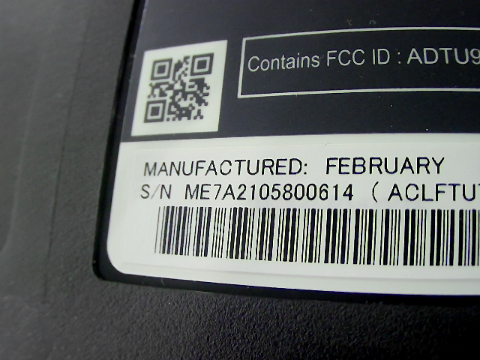 Contains FCC ID : ADTU9
MANUFACTURED: FEBRUARY
S/N ME7A2105800614 ( ACLFTU